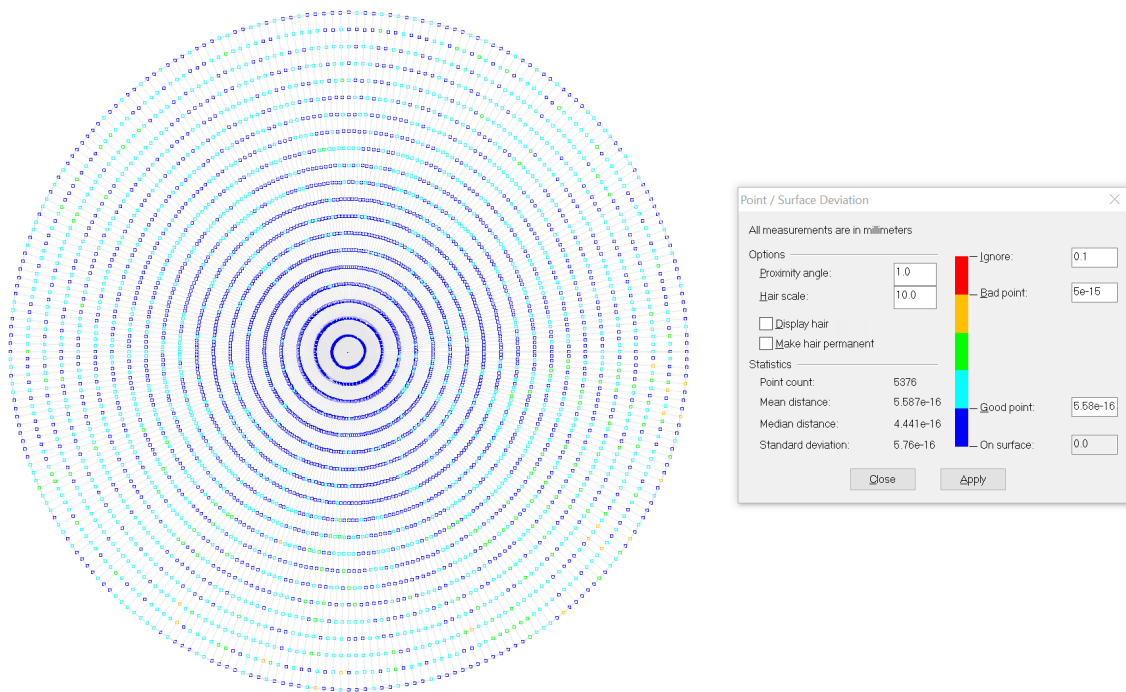 Point / Surface Deviation
All measurements are in millimeters
Options
Proximity angle: 1.0
Hair scale: 10.0
Display hair
Make hair permanent
Statistics
Point count: 5376
Mean distance: 5.587e-16
Median distance: 4.441e-16
Standard deviation: 5.76e-16
Ignore: 0.1
Bad point: 5e-15
Good point: 5.58e-16
On surface: 0.0
Close Apply